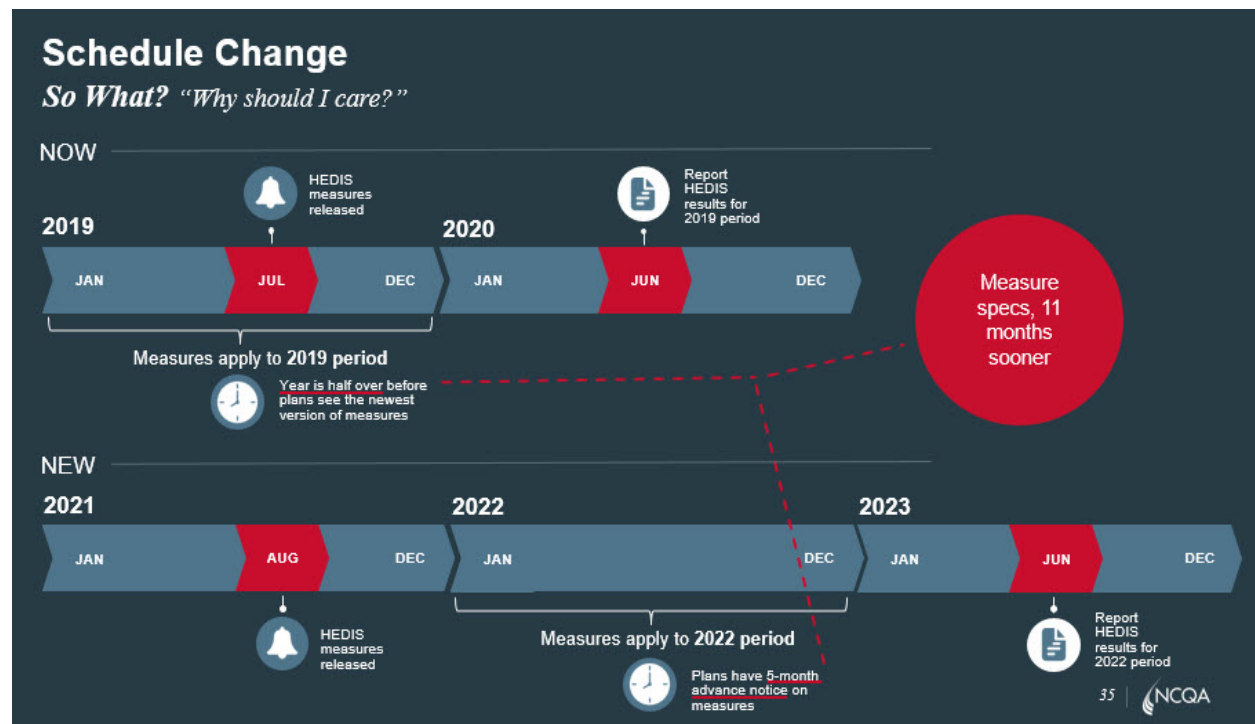 Schedule Change
So What? “Why should I care?”
NOW
HEDIS
measures
released
Report
HEDIS
results for
2019 period
2019
2020
JAN
JUL
DEC
JAN
JUN
DEC
Measures apply to 2019 period
Year is half over before
plans see the newest
version of measures
Measure
specs, 11
months
sooner
NEW
2021
2022
2023
JAN
AUG
DEC
JAN
DEC
JAN
JUN
DEC
HEDIS
measures
released
Measures apply to 2022 period
Plans have 5-month
advance notice on
measures
Report
HEDIS
results for
2022 period
35
NCQA